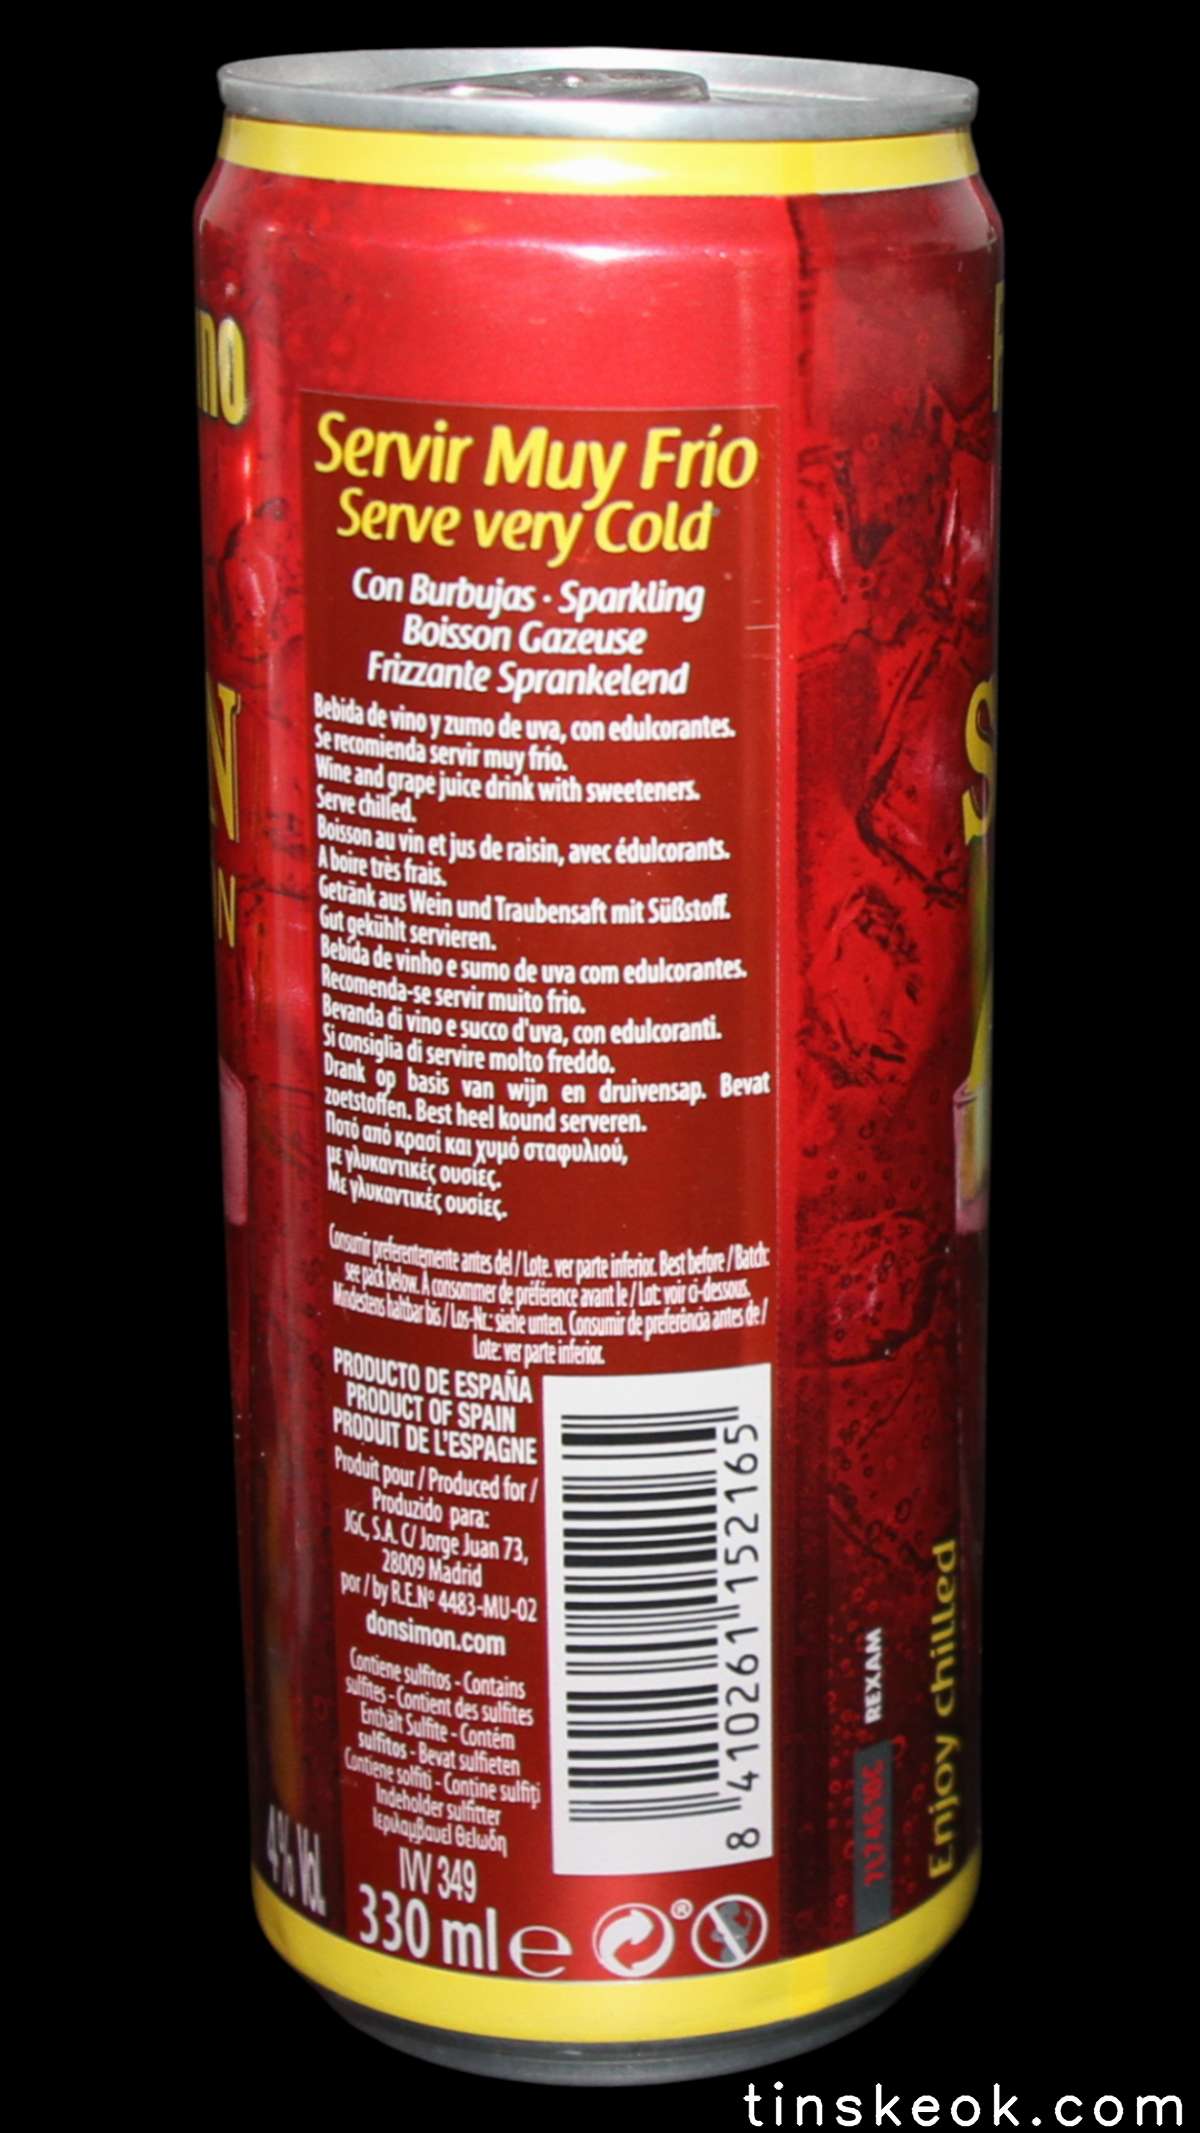 no
Servir Muy Frío
Serve very Cold
Con Burbujas · Sparkling
Boisson Gazeuse
Frizzante Sprankelend
Bebida de vino y zumo de uva, con edulcorantes.
Se recomienda servir muy frío.
Wine and grape juice drink with sweeteners.
Serve chilled.
Boisson au vin et jus de raisin, avec édulcorants.
A boire très frais.
Getränk aus Wein und Traubensaft mit Süßstoff.
Gut gekühlt servieren.
Bebida de vinho e sumo de uva com edulcorantes.
Recomenda-se servir muito frio.
Bevanda di vino e succo d'uva, con edulcoranti.
Si consiglia di servire molto freddo.
Drank op basis van wijn en druivensap. Bevat
zoetstoffen. Best heel kound serveren.
Ποτό από κρασί και χυμό σταφυλιού,
με γλυκαντικές ουσίες.
Με γλυκαντικές ουσίες.
Consumir preferentemente antes del / Lote. ver parte inferior. Best before / Batch:
see pack below. À consommer de préférence avant le / Lot: voir ci-dessous.
Mindestens haltbar bis / Los-Nr.: siehe unten. Consumir de preferência antes de /
Lote: ver parte inferior.
PRODUCTO DE ESPAÑA
PRODUCT OF SPAIN
PRODUIT DE L'ESPAGNE
Produit pour / Produced for /
Produzido para:
JGC, S.A. C/ Jorge Juan 73,
28009 Madrid
por / by R.E.Nº 4483-MU-02
donsimon.com
Contiene sulfitos - Contains
sulfites - Contient des sulfites
Enthält Sulfite - Contém
sulfitos - Bevat sulfieten
Contiene solfiti - Conţine sulfiţi
Indeholder sulfitter
Ιεριλαμβαυεί Θείωδη
IVV 349
330 ml e
8 410261 152165
4% Vol.
N
N
S
REXAM
Enjoy chilled
tinskeok.com